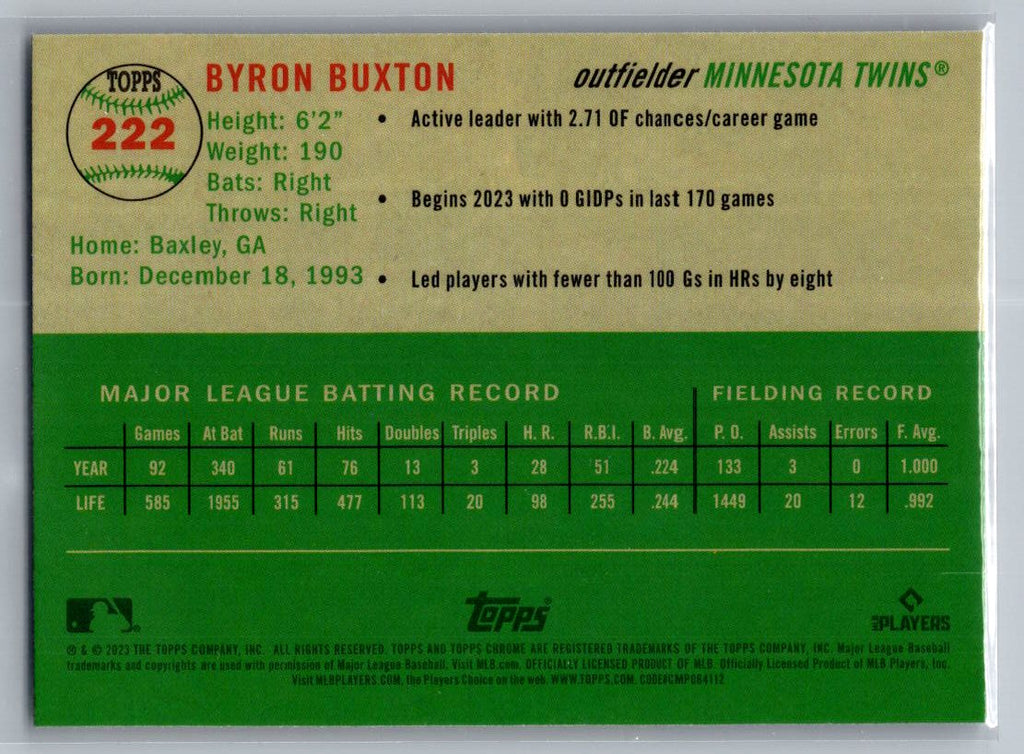 TOPPS
222
BYRON BUXTON
outfielder MINNESOTA TWINS®
Height: 6'2"
Weight: 190
Bats: Right
Throws: Right
Home: Baxley, GA
Born: December 18, 1993
• Active leader with 2.71 OF chances/career game
• Begins 2023 with 0 GIDPs in last 170 games
• Led players with fewer than 100 Gs in HRs by eight
MAJOR LEAGUE BATTING RECORD FIELDING RECORD
Games At Bat Runs Hits Doubles Triples H. R. R.B.I. B. Avg. P. O. Assists Errors F. Avg.
YEAR 92 340 61 76 13 3 28 51 .224 133 3 0 1.000
LIFE 585 1955 315 477 113 20 98 255 .244 1449 20 12 .992
Topps®
MLB PLAYERS
® & © 2023 THE TOPPS COMPANY, INC. ALL RIGHTS RESERVED. TOPPS AND TOPPS CHROME ARE REGISTERED TRADEMARKS OF THE TOPPS COMPANY, INC. Major League Baseball
trademarks and copyrights are used with permission of Major League Baseball. Visit MLB.com. OFFICIALLY LICENSED PRODUCT OF MLB. Officially Licensed Product of MLB Players, Inc.
Visit MLBPLAYERS.COM, the Players Choice on the web. WWW.TOPPS.COM. CODE#CMP084112